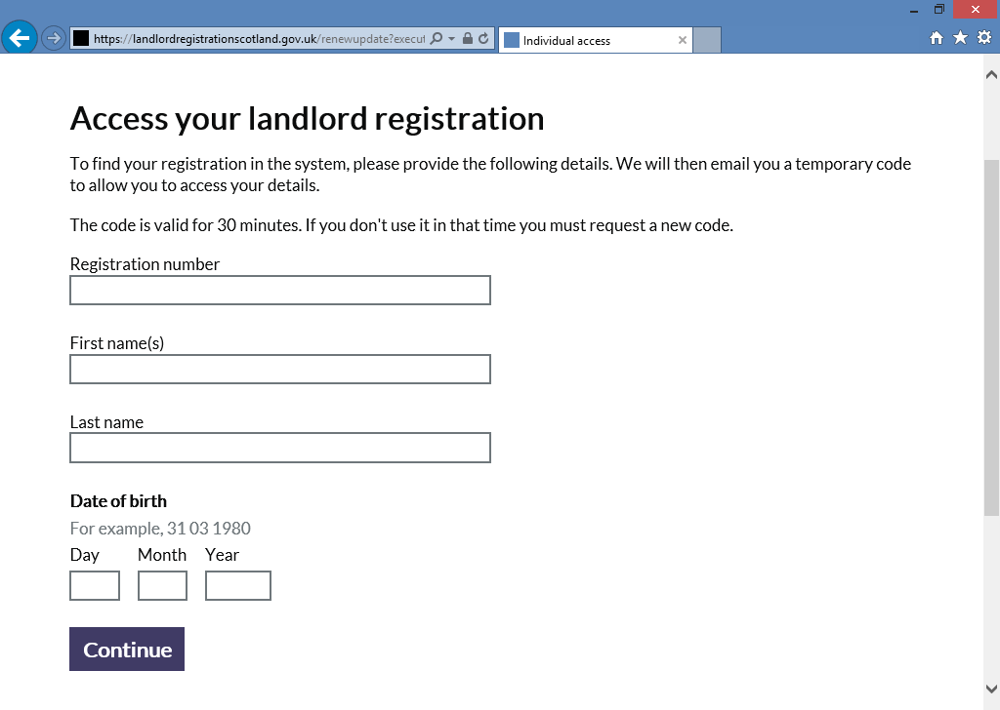 https://landlordregistrationscotland.gov.uk/renewupdate?execut
Individual access
Access your landlord registration
To find your registration in the system, please provide the following details. We will then email you a temporary code
to allow you to access your details.
The code is valid for 30 minutes. If you don't use it in that time you must request a new code.
Registration number
First name(s)
Last name
Date of birth
For example, 31 03 1980
Day Month Year
Continue